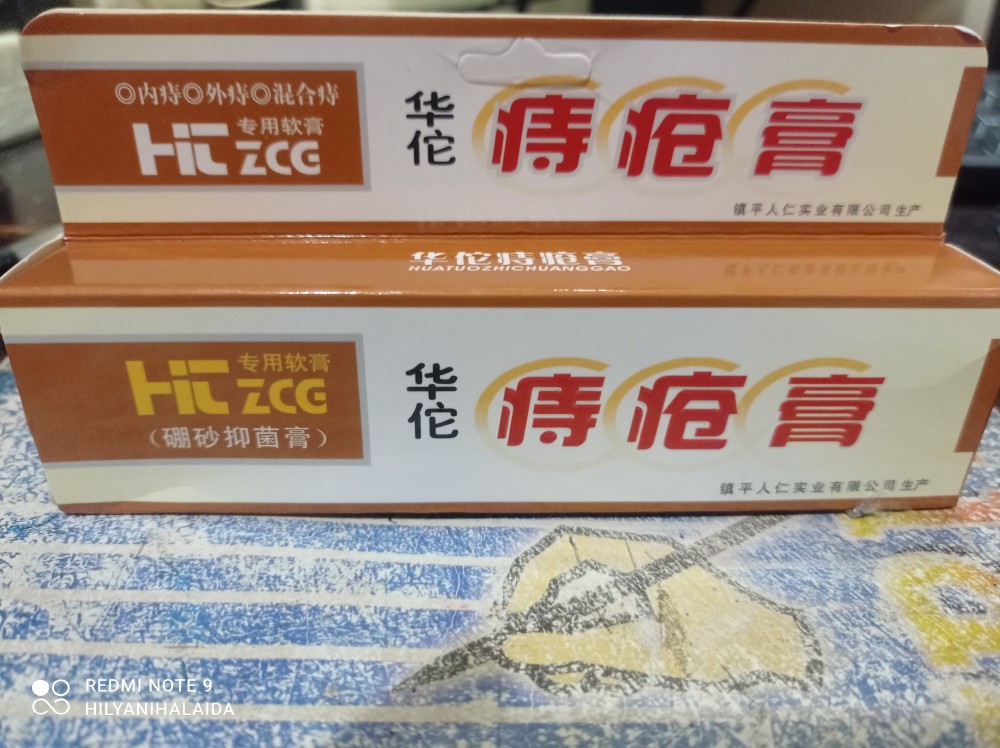 ◎内痔◎外痔◎混合痔
HiT 专用软膏
ZCG
华佗
痔疮膏
镇平人仁实业有限公司生产
华佗痔疮膏
HUATUOZHICHUANGGAO
HiT 专用软膏
ZCG
(硼砂抑菌膏)
华佗
痔疮膏
镇平人仁实业有限公司生产
REDMI NOTE 9
HILYANIHALAIDA